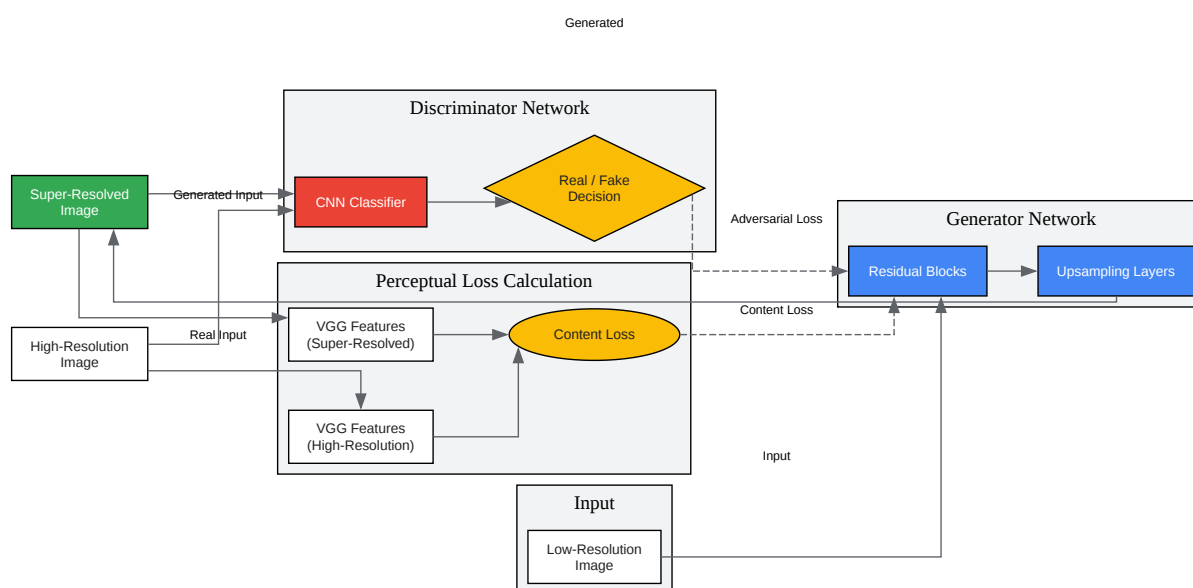 Generated
Discriminator Network
Super-Resolved
Image
Generated Input
CNN Classifier
Real / Fake
Decision
Adversarial Loss
Generator Network
Residual Blocks
Upsampling Layers
Perceptual Loss Calculation
High-Resolution
Image
Real Input
VGG Features
(Super-Resolved)
Content Loss
Content Loss
VGG Features
(High-Resolution)
Input
Input
Low-Resolution
Image